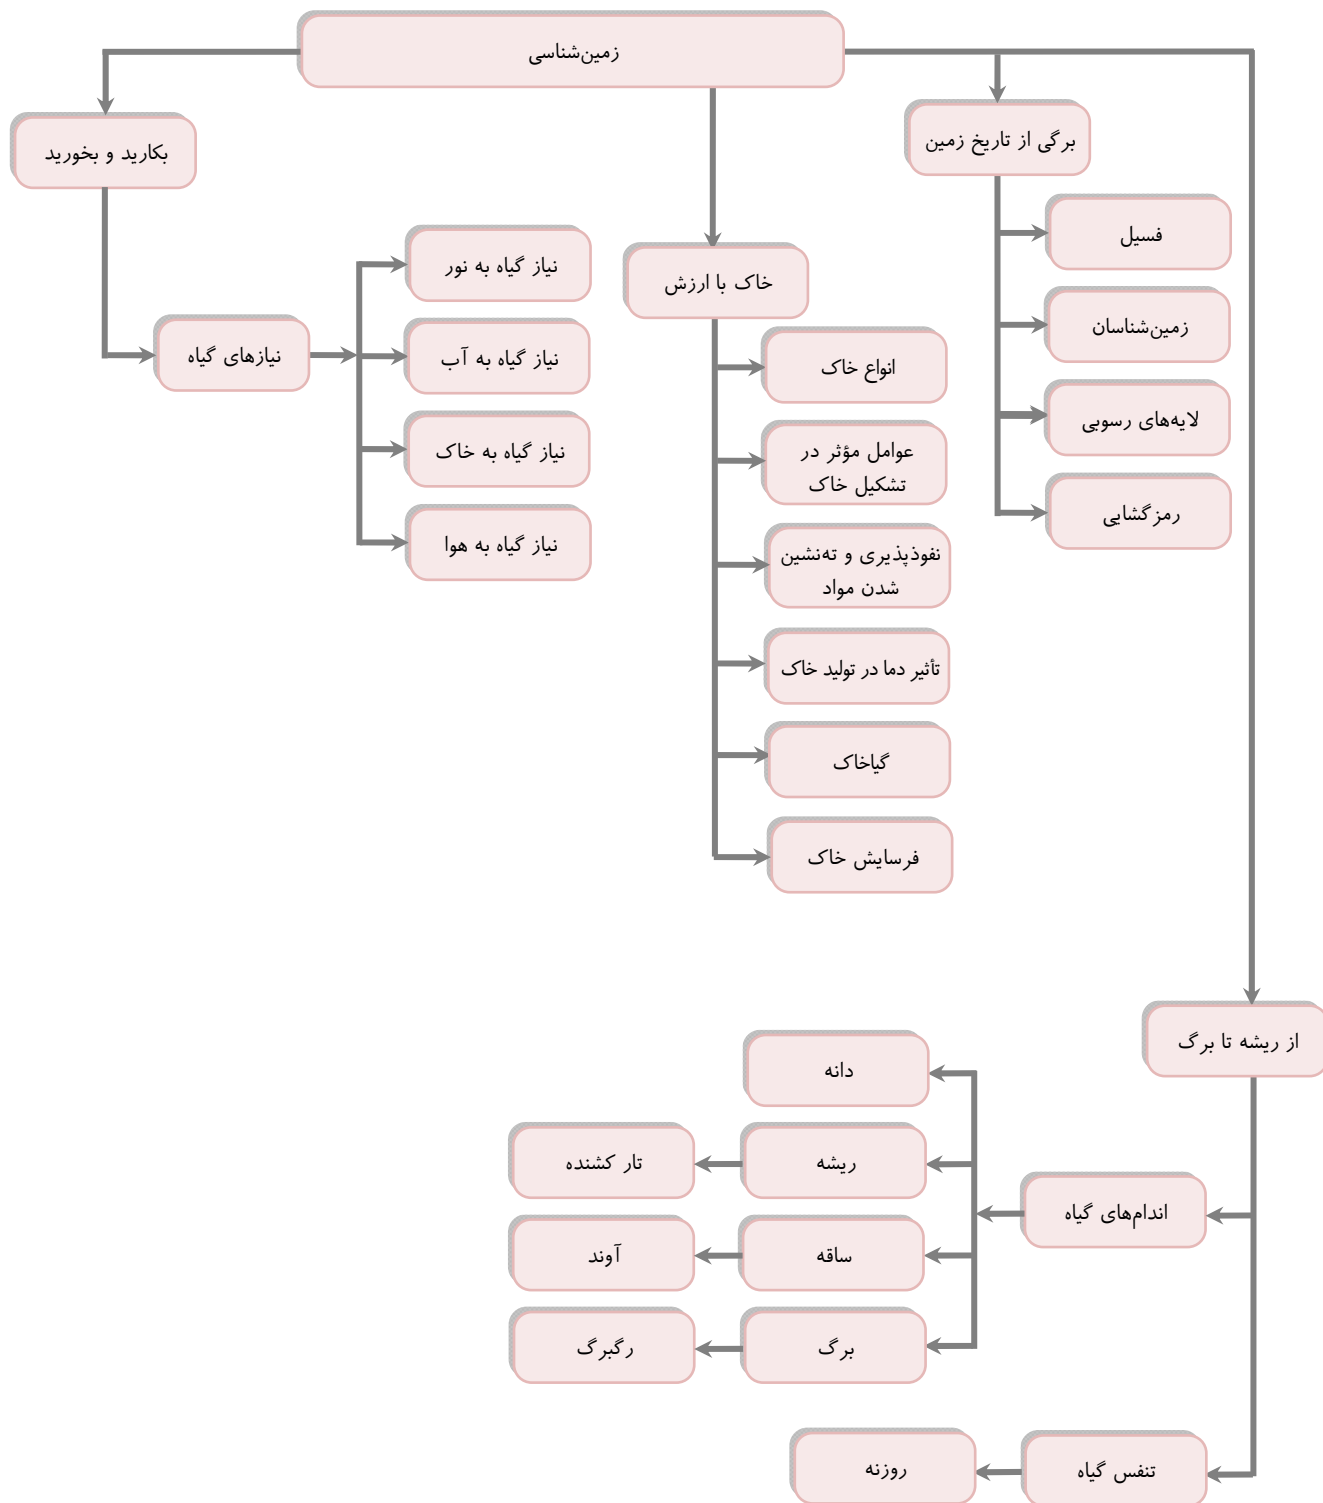 زمین‌شناسی
برگی از تاریخ زمین
فسیل
زمین‌شناسان
لایه‌های رسوبی
رمزگشایی
خاک با ارزش
انواع خاک
عوامل مؤثر در
تشکیل خاک
نفوذپذیری و ته‌نشین
شدن مواد
تأثیر دما در تولید خاک
گیاخاک
فرسایش خاک
بکارید و بخورید
نیازهای گیاه
نیاز گیاه به نور
نیاز گیاه به آب
نیاز گیاه به خاک
نیاز گیاه به هوا
از ریشه تا برگ
اندام‌های گیاه
دانه
ریشه
تار کشنده
ساقه
آوند
برگ
رگبرگ
تنفس گیاه
روزنه